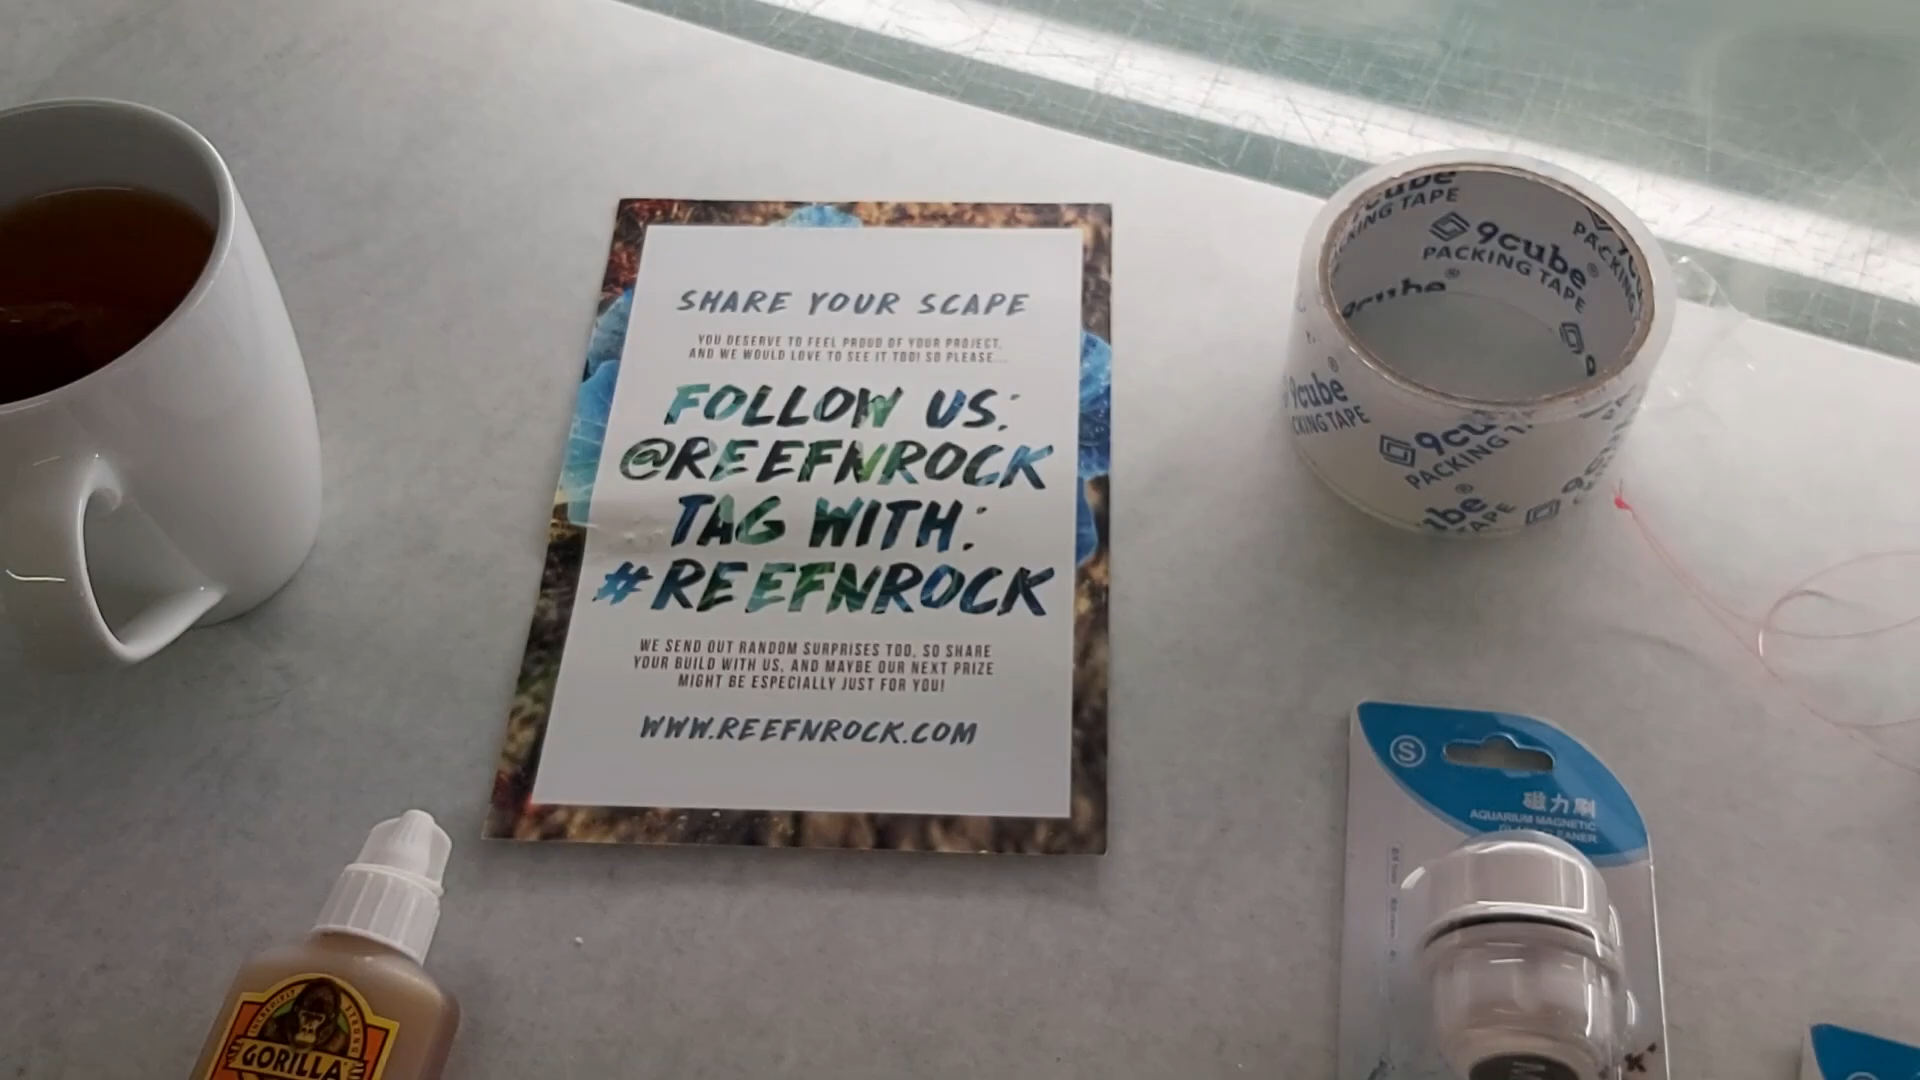 SHARE YOUR SCAPE
YOU DESERVE TO FEEL PROUD OF YOUR PROJECT,
AND WE WOULD LOVE TO SEE IT TOO! SO PLEASE...
FOLLOW US:
@REEFNROCK
TAG WITH:
#REEFNROCK
WE SEND OUT RANDOM SURPRISES TOO, SO SHARE
YOUR BUILD WITH US, AND MAYBE OUR NEXT PRIZE
MIGHT BE ESPECIALLY JUST FOR YOU!
WWW.REEFNROCK.COM
9cube®
PACKING TAPE
9cube
PACKING TAPE
S
磁力刷
AQUARIUM MAGNETIC
INCREDIBLY STRONG
GORILLA